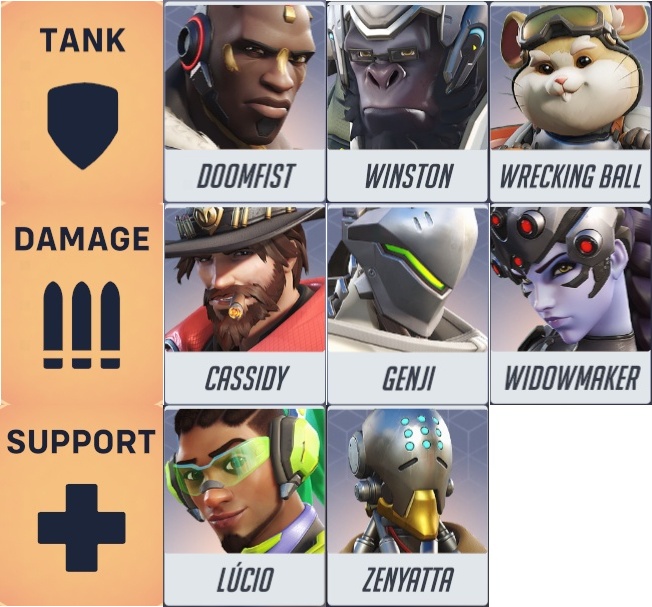 TANK
DOOMFIST
WINSTON
WRECKING BALL
DAMAGE
CASSIDY
GENJI
WIDOWMAKER
SUPPORT
LÚCIO
ZENYATTA